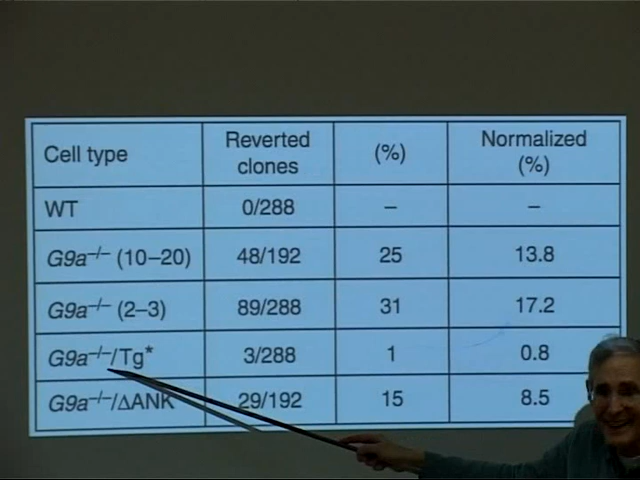 Cell type Reverted clones (%) Normalized (%)
WT 0/288 – –
G9a–/– (10–20) 48/192 25 13.8
G9a–/– (2–3) 89/288 31 17.2
G9a–/–/Tg* 3/288 1 0.8
G9a–/–/ΔANK 29/192 15 8.5